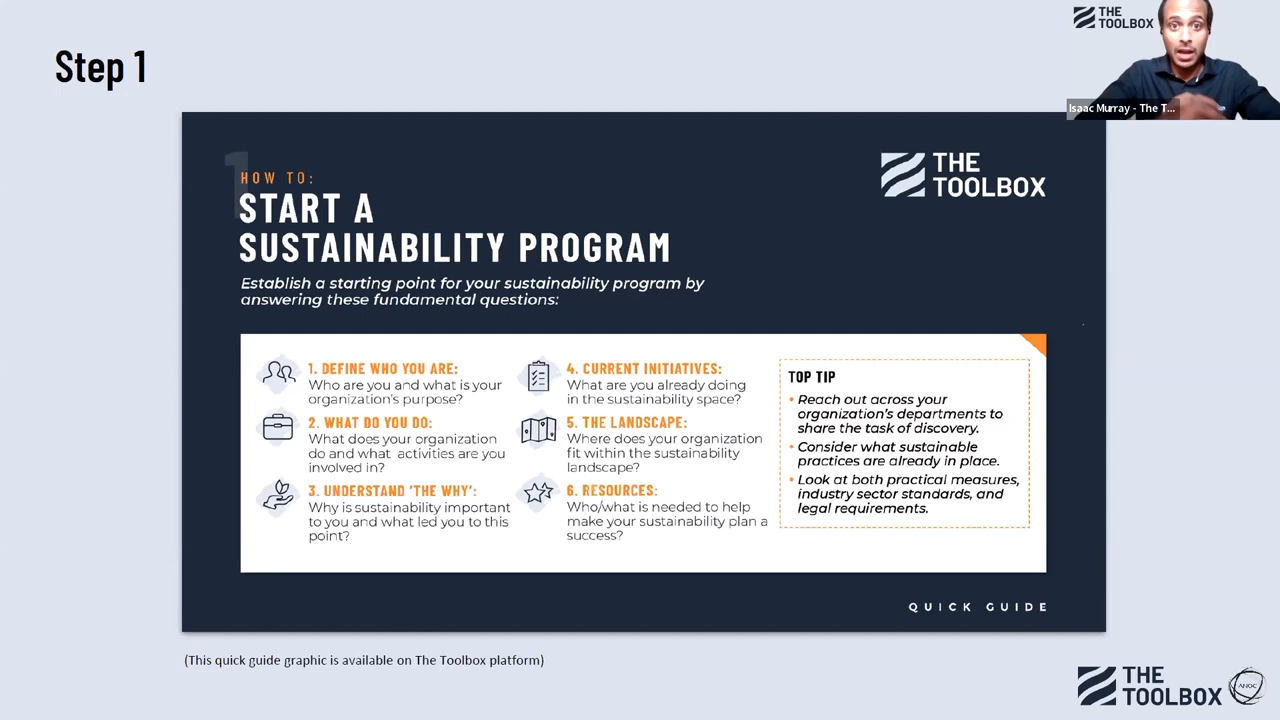 Step 1
THE
TOOLBOX
Isaac Murray - The T...
1
HOW TO:
START A
SUSTAINABILITY PROGRAM
Establish a starting point for your sustainability program by
answering these fundamental questions:
THE
TOOLBOX
1. DEFINE WHO YOU ARE:
Who are you and what is your
organization's purpose?
2. WHAT DO YOU DO:
What does your organization
do and what activities are you
involved in?
3. UNDERSTAND 'THE WHY':
Why is sustainability important
to you and what led you to this
point?
4. CURRENT INITIATIVES:
What are you already doing
in the sustainability space?
5. THE LANDSCAPE:
Where does your organization
fit within the sustainability
landscape?
6. RESOURCES:
Who/what is needed to help
make your sustainability plan a
success?
TOP TIP
• Reach out across your
organization's departments to
share the task of discovery.
• Consider what sustainable
practices are already in place.
• Look at both practical measures,
industry sector standards, and
legal requirements.
QUICK GUIDE
(This quick guide graphic is available on The Toolbox platform)
THE
TOOLBOX
ANOC